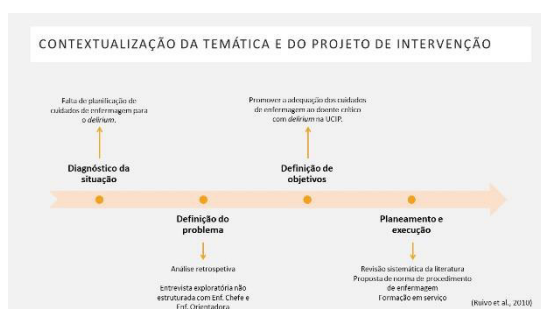 CONTEXTUALIZAÇÃO DA TEMÁTICA E DO PROJETO DE INTERVENÇÃO
Falta de planificação de
cuidados de enfermagem para
o delirium.
Promover a adequação dos cuidados
de enfermagem ao doente crítico
com delirium na UCIP.
Diagnóstico da
situação
Definição de
objetivos
Definição do
problema
Planeamento e
execução
Análise retrospetiva
Entrevista exploratória não
estruturada com Enf. Chefe e
Enf. Orientadora
Revisão sistemática da literatura
Proposta de norma de procedimento
de enfermagem
Formação em serviço
(Ruivo et al., 2010)